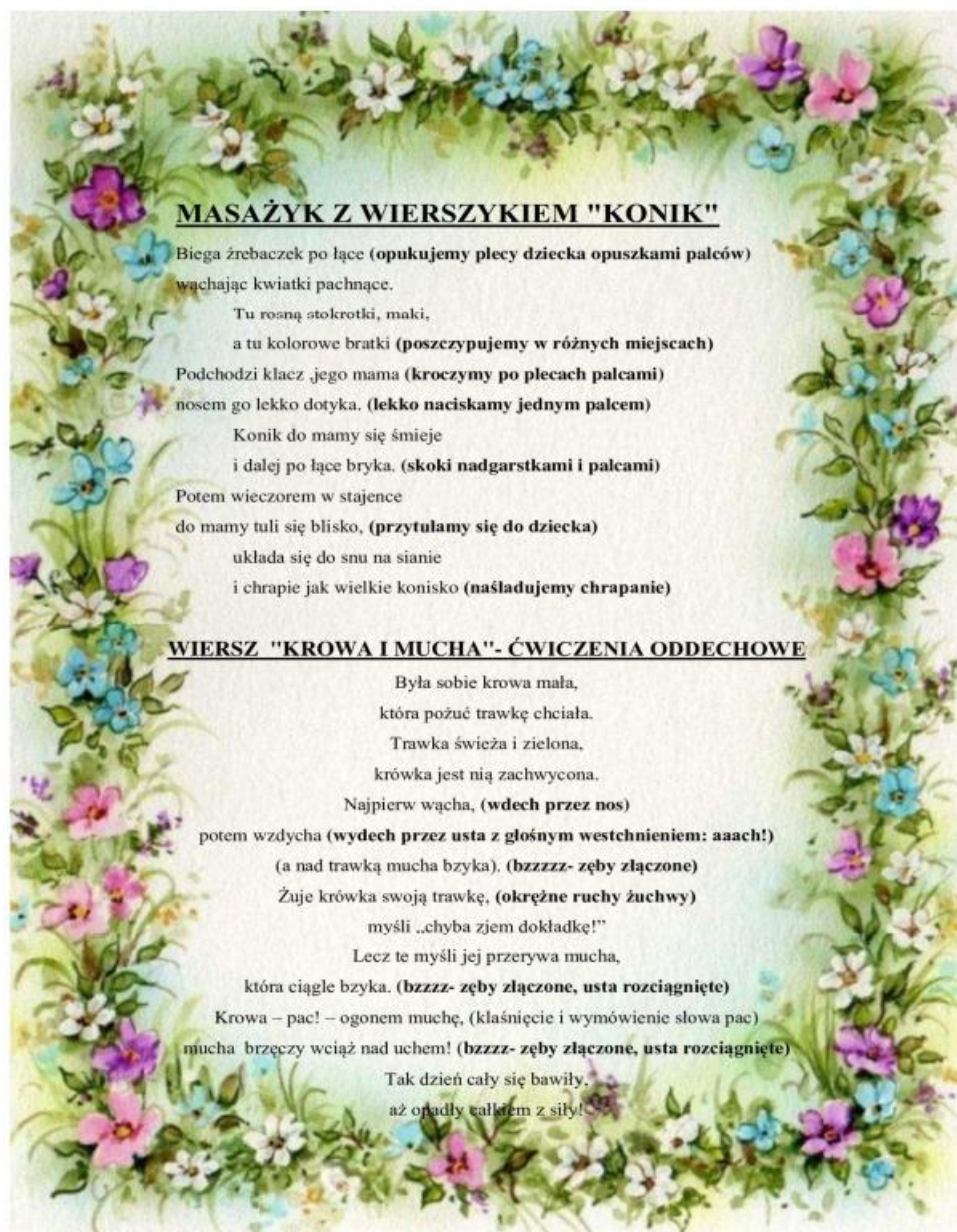 MASAŻYK Z WIERSZYKIEM "KONIK"
Biega źrebaczek po łące (opukujemy plecy dziecka opuszkami palców)
wąchając kwiatki pachnące.
Tu rosną stokrotki, maki,
a tu kolorowe bratki (poszczypujemy w różnych miejscach)
Podchodzi klacz ,jego mama (kroczymy po plecach palcami)
nosem go lekko dotyka. (lekko naciskamy jednym palcem)
Konik do mamy się śmieje
i dalej po łące bryka. (skoki nadgarstkami i palcami)
Potem wieczorem w stajence
do mamy tuli się blisko, (przytulamy się do dziecka)
układa się do snu na sianie
i chrapie jak wielkie konisko (naśladujemy chrapanie)
WIERSZ "KROWA I MUCHA"- ĆWICZENIA ODDECHOWE
Była sobie krowa mała,
która pożuć trawkę chciała.
Trawka świeża i zielona,
krówka jest nią zachwycona.
Najpierw wącha, (wdech przez nos)
potem wzdycha (wydech przez usta z głośnym westchnieniem: aaach!)
(a nad trawką mucha bzyka). (bzzzzz- zęby złączone)
Żuje krówka swoją trawkę, (okrężne ruchy żuchwy)
myśli „chyba zjem dokładkę!”
Lecz te myśli jej przerywa mucha,
która ciągle bzyka. (bzzzz- zęby złączone, usta rozciągnięte)
Krowa – pac! – ogonem muchę, (klaśnięcie i wymówienie słowa pac)
mucha brzęczy wciąż nad uchem! (bzzzz- zęby złączone, usta rozciągnięte)
Tak dzień cały się bawiły,
aż opadły całkiem z siły!